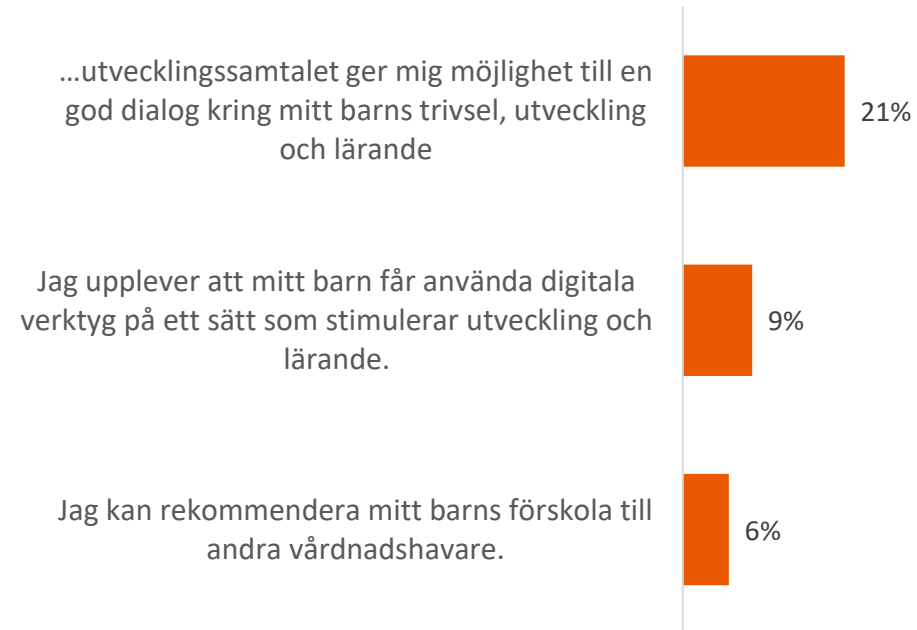 …utvecklingssamtalet ger mig möjlighet till en
god dialog kring mitt barns trivsel, utveckling
och lärande
21%
Jag upplever att mitt barn får använda digitala
verktyg på ett sätt som stimulerar utveckling och
lärande.
9%
Jag kan rekommendera mitt barns förskola till
andra vårdnadshavare.
6%